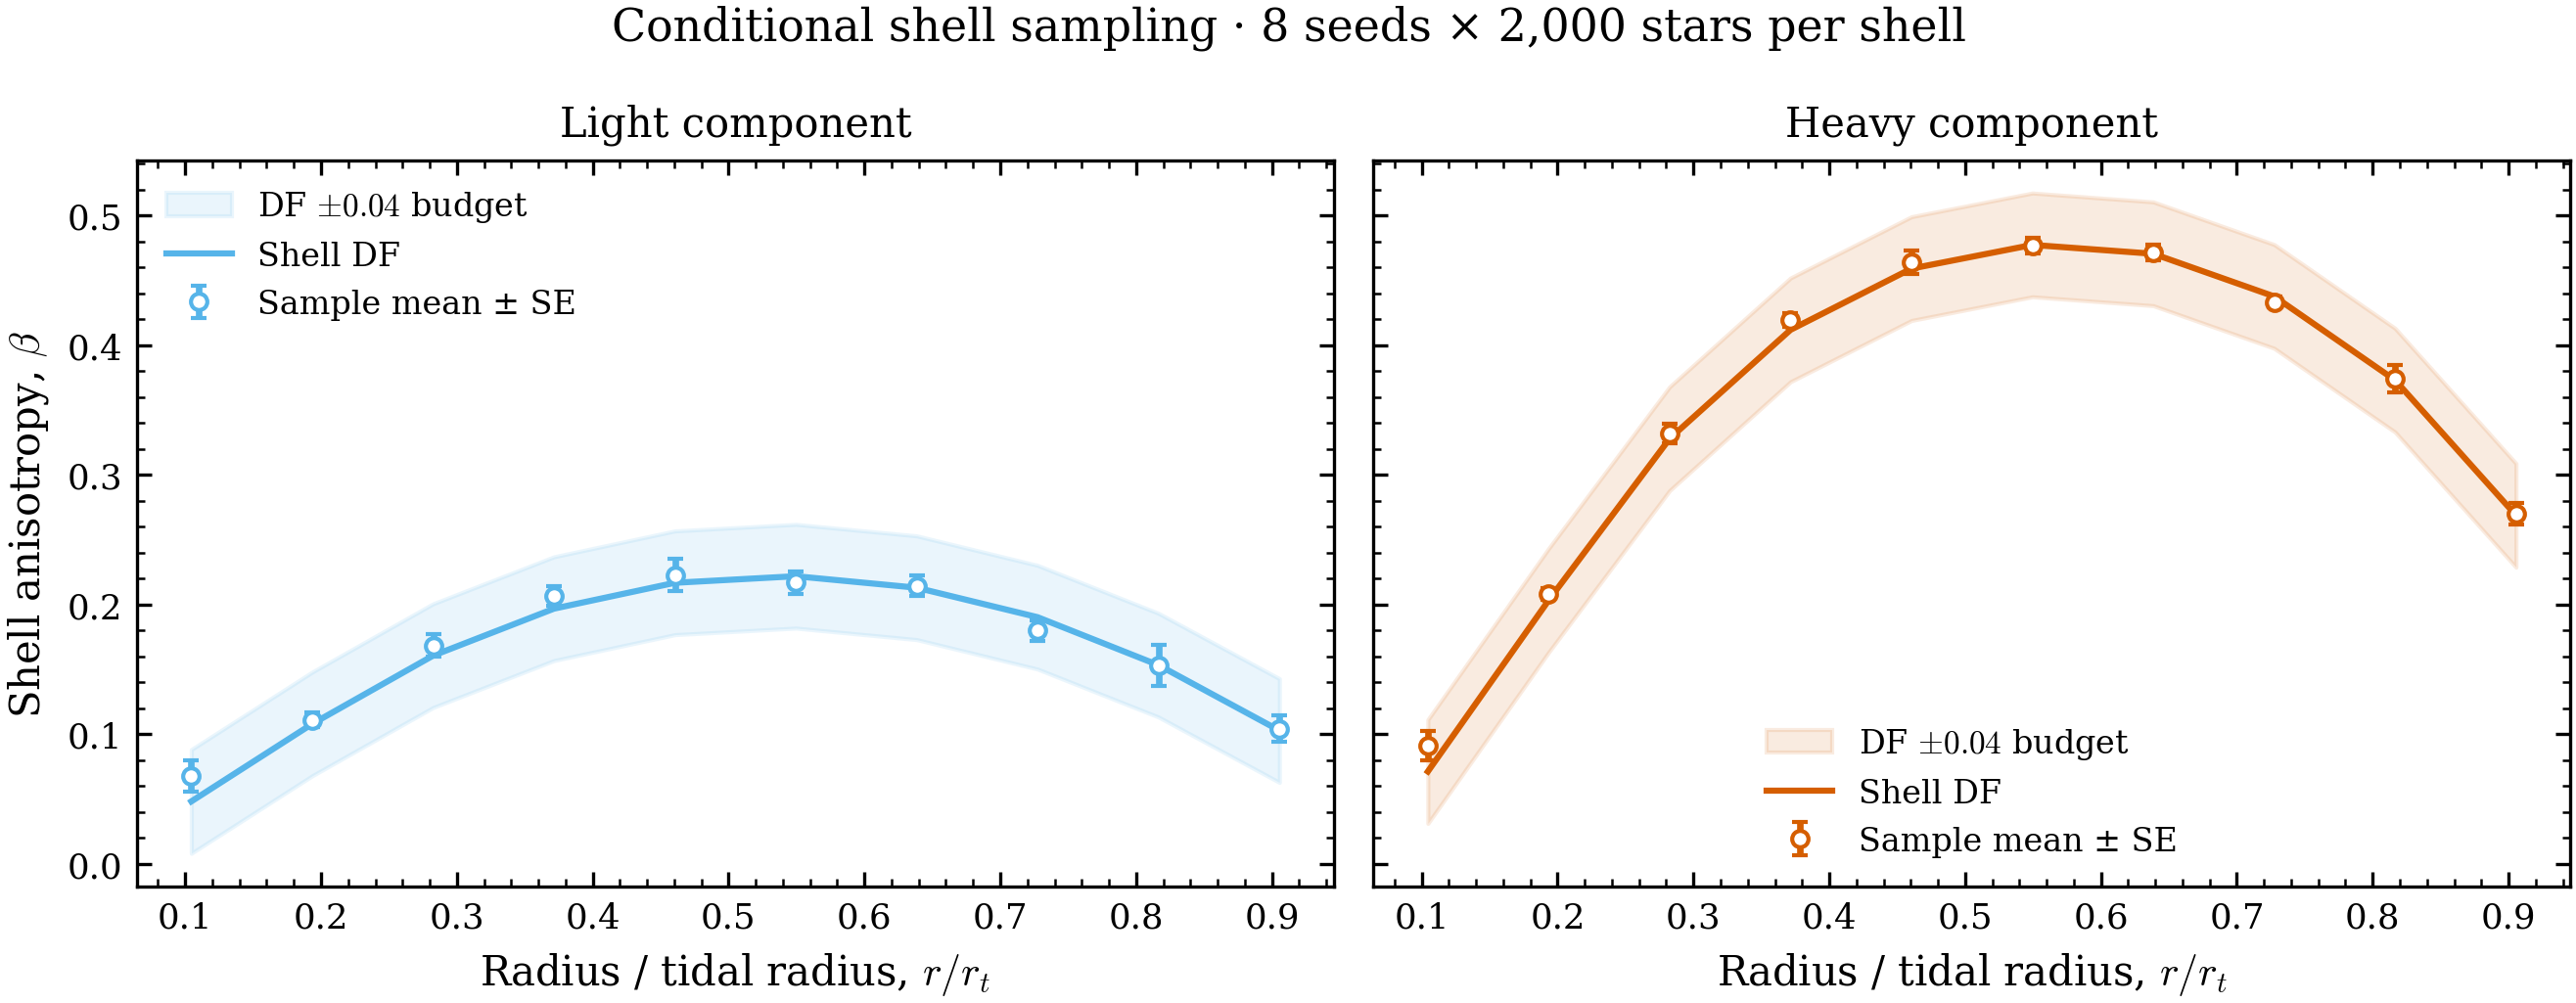 Conditional shell sampling · 8 seeds × 2,000 stars per shell
Light component
DF ±0.04 budget
Shell DF
Sample mean ± SE
Shell anisotropy, β
0.5
0.4
0.3
0.2
0.1
0.0
0.1 0.2 0.3 0.4 0.5 0.6 0.7 0.8 0.9
Radius / tidal radius, r/rₜ
Heavy component
DF ±0.04 budget
Shell DF
Sample mean ± SE
0.1 0.2 0.3 0.4 0.5 0.6 0.7 0.8 0.9
Radius / tidal radius, r/rₜ